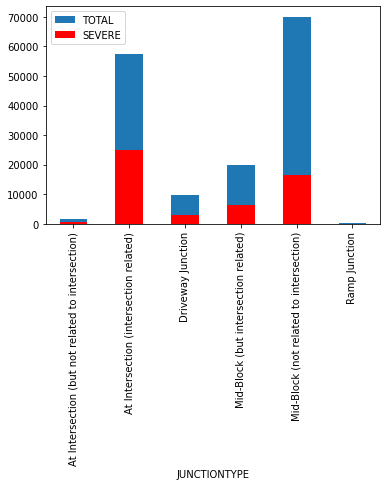 TOTAL
SEVERE
70000
60000
50000
40000
30000
20000
10000
0
At Intersection (but not related to intersection)
At Intersection (intersection related)
Driveway Junction
Mid-Block (but intersection related)
Mid-Block (not related to intersection)
Ramp Junction
JUNCTIONTYPE